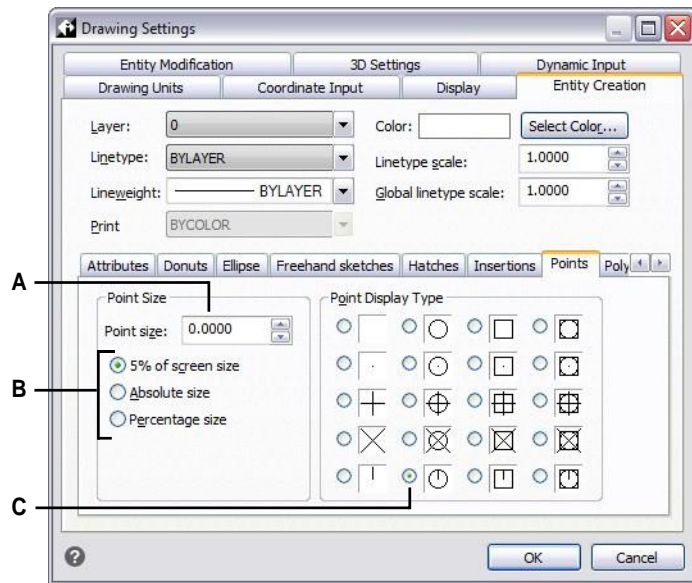 Drawing Settings
Entity Modification 3D Settings Dynamic Input
Drawing Units Coordinate Input Display Entity Creation
Layer: 0 Color: Select Color...
Linetype: BYLAYER Linetype scale: 1.0000
Lineweight: BYLAYER Global linetype scale: 1.0000
Print BYCOLOR
Attributes Donuts Ellipse Freehand sketches Hatches Insertions Points Poly
A
Point Size Point Display Type
Point size: 0.0000
B
5% of screen size
Absolute size
Percentage size
C
? OK Cancel